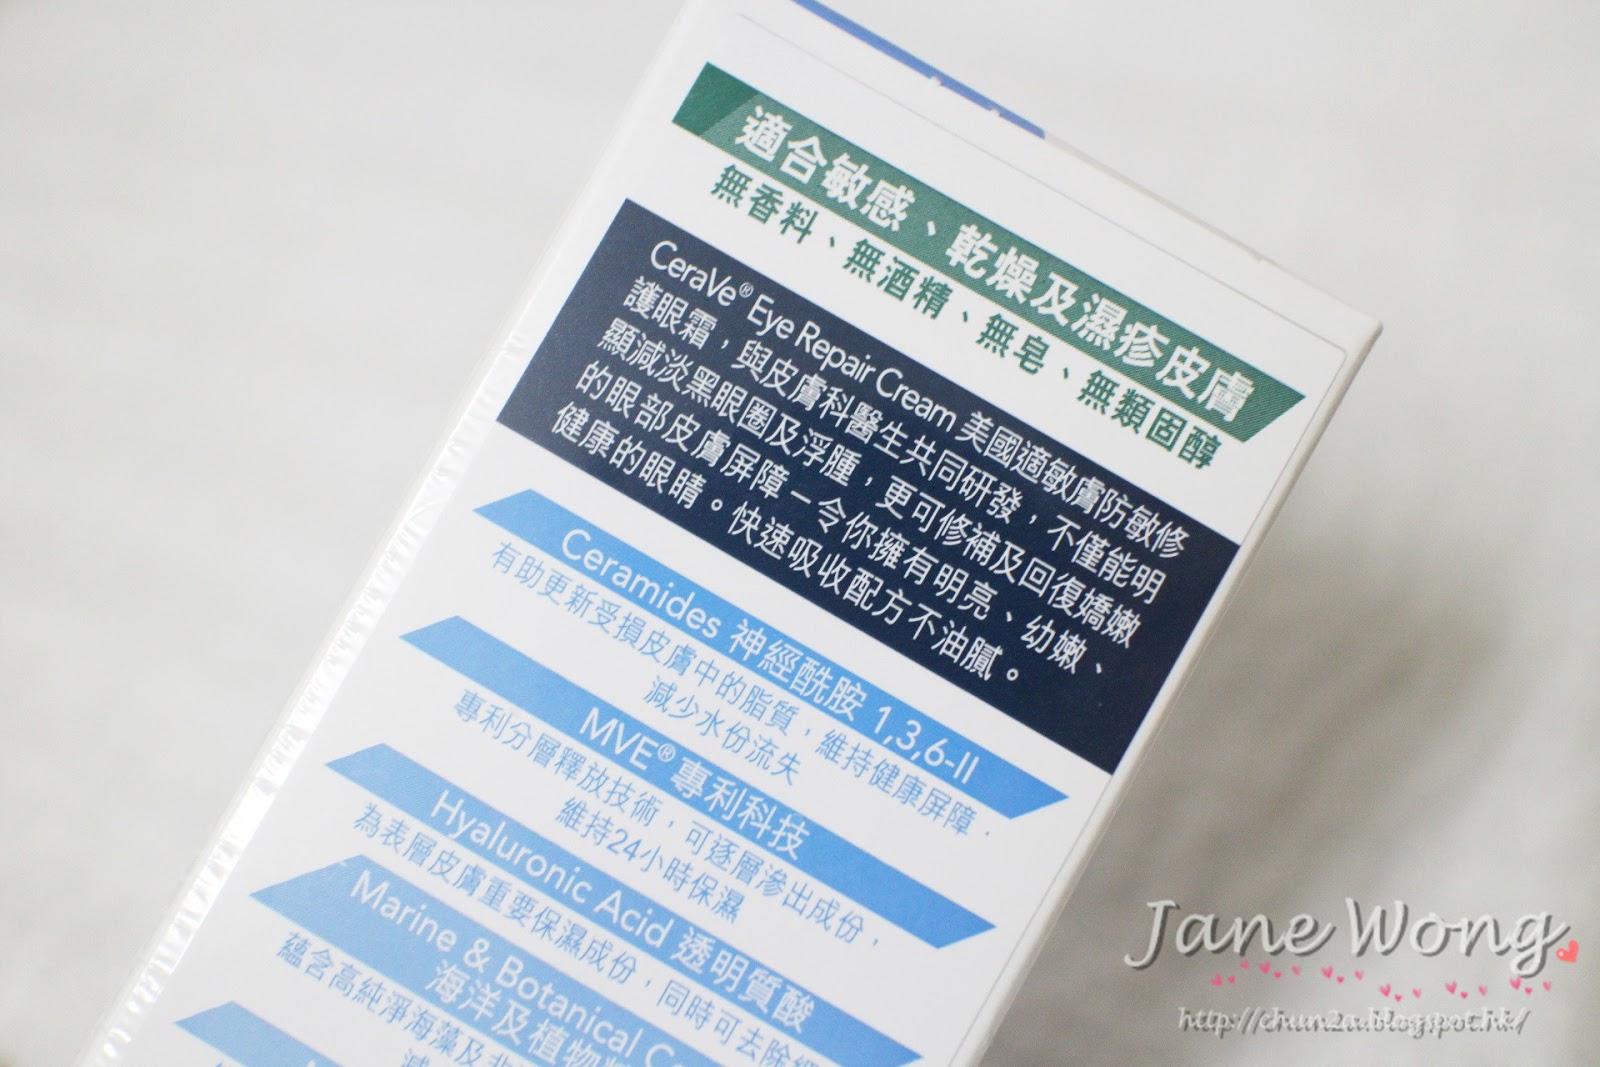 適合敏感、乾燥及濕疹皮膚
無香料、無酒精、無皂、無類固醇
CeraVe® Eye Repair Cream 美國適敏膚防敏修
護眼霜，與皮膚科醫生共同研發，不僅能明
顯減淡黑眼圈及浮腫，更可修補及回復嬌嫩
的眼部皮膚屏障－令你擁有明亮、幼嫩、
健康的眼睛。快速吸收配方不油膩。
Ceramides 神經酰胺 1,3,6-II
有助更新受損皮膚中的脂質，維持健康屏障．
減少水份流失
MVE® 專利科技
專利分層釋放技術，可逐層滲出成份，
維持24小時保濕
Hyaluronic Acid 透明質酸
為表層皮膚重要保濕成份，同時可去除細
Marine & Botanical
海洋及植物
蘊含高純淨海藻及非
Jane Wong
http://chun2a.blogspot.hk/